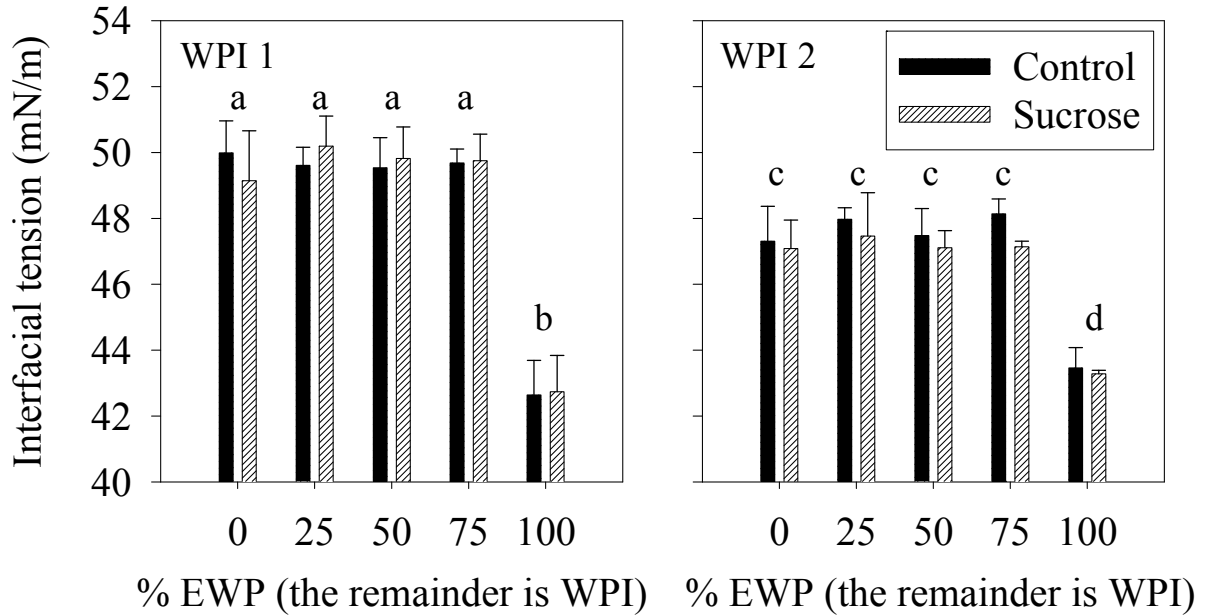 Interfacial tension (mN/m)
54
52
50
48
46
44
42
40
WPI 1
a a a a
b
0 25 50 75 100
% EWP (the remainder is WPI)
WPI 2
Control
Sucrose
c c c c
d
0 25 50 75 100
% EWP (the remainder is WPI)